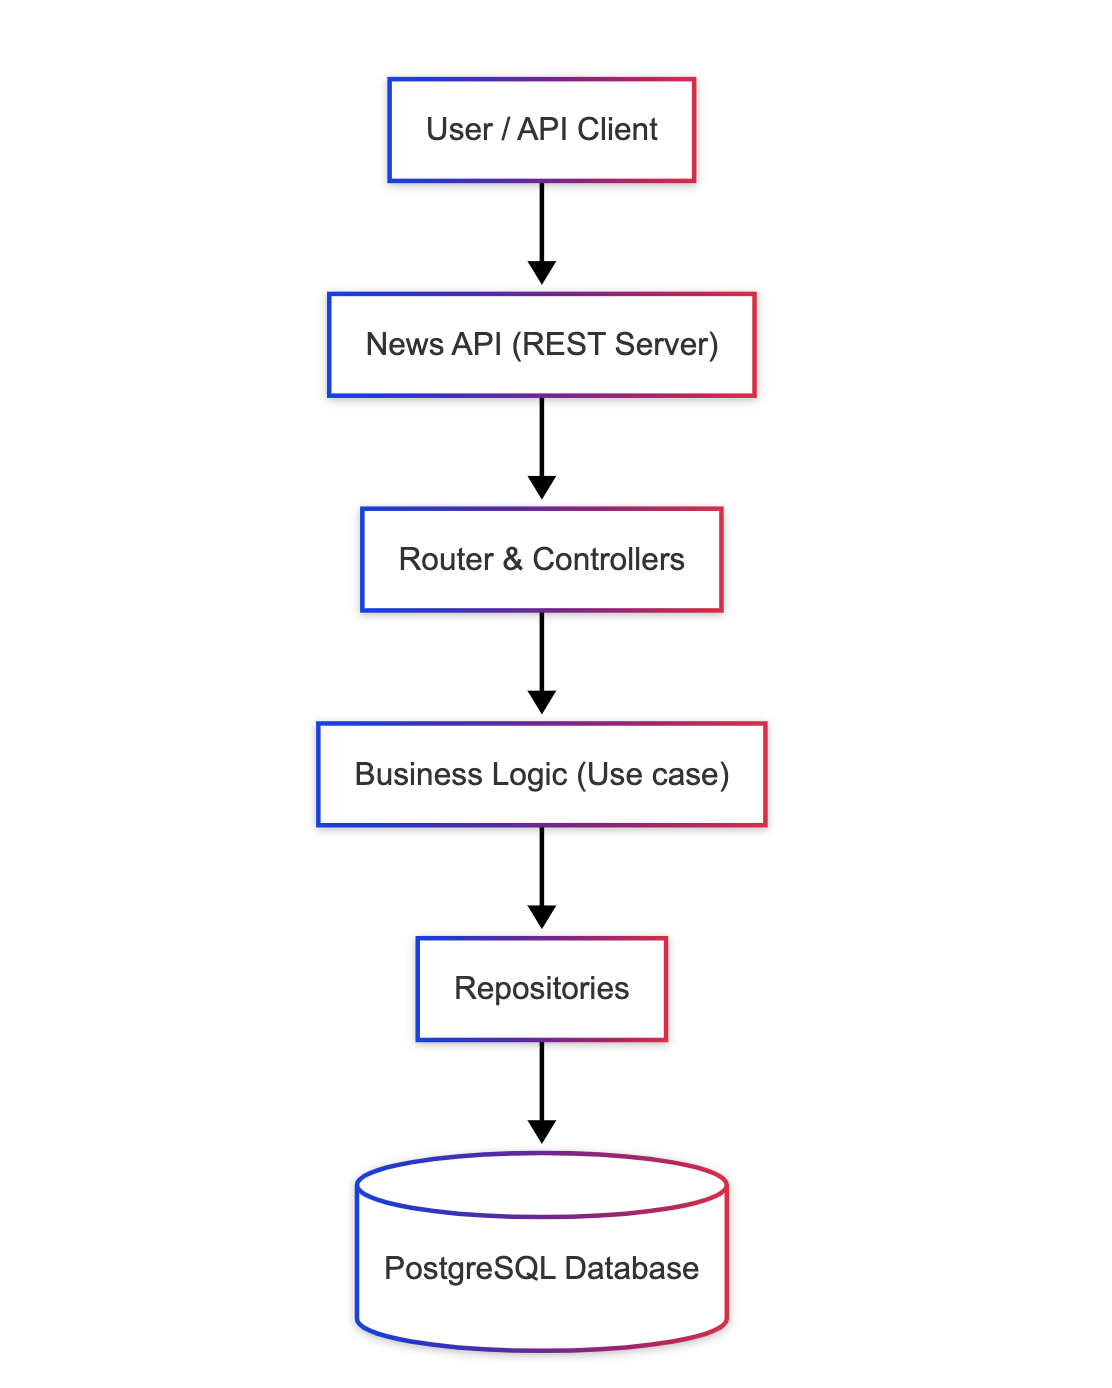 User / API Client
News API (REST Server)
Router & Controllers
Business Logic (Use case)
Repositories
PostgreSQL Database